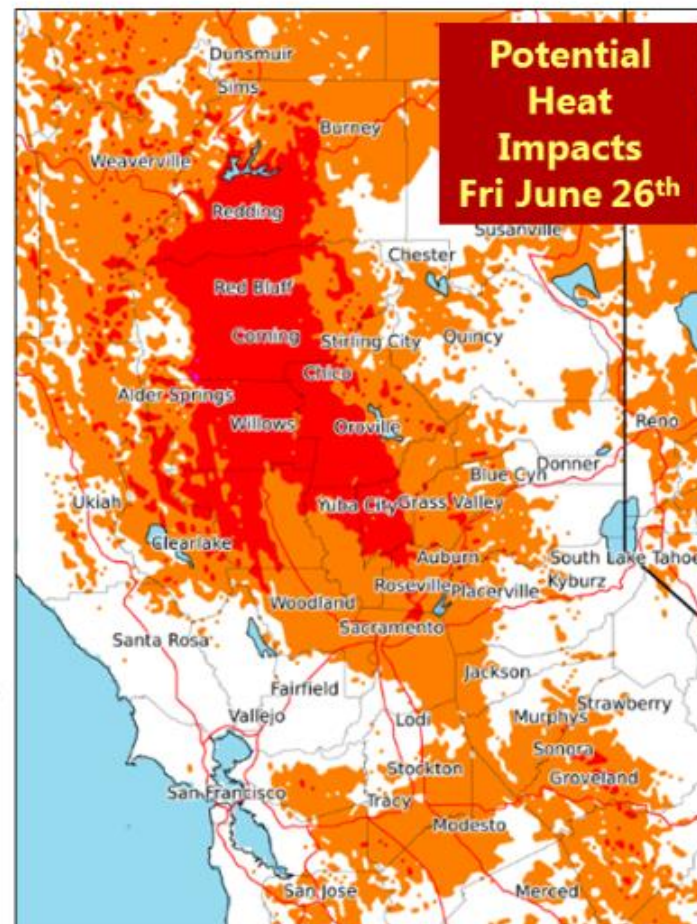 Potential
Heat
Impacts
Fri June 26th
Dunsmuir
Sims
Burney
Weaverville
Redding
Susanville
Chester
Red Bluff
Corning
Stirling City
Quincy
Chico
Alder Springs
Willows
Oroville
Reno
Donner
Blue Cyn
Ukiah
Yuba City
Grass Valley
Clearlake
Auburn
South Lake Tahoe
Roseville
Placerville
Kyburz
Woodland
Sacramento
Santa Rosa
Jackson
Fairfield
Strawberry
Vallejo
Lodi
Murphys
Sonora
Stockton
Groveland
San Francisco
Tracy
Modesto
San Jose
Merced